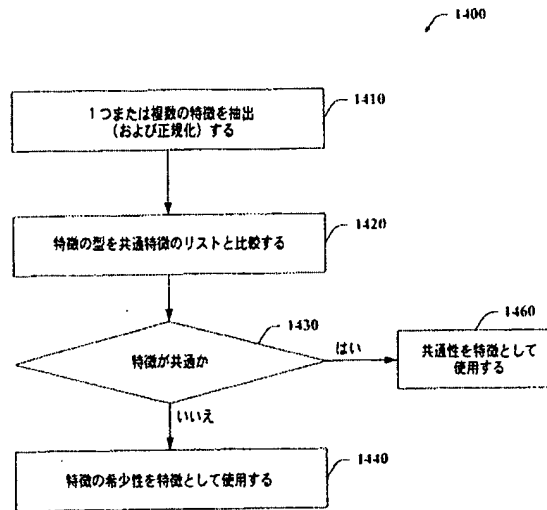 1400
1つまたは複数の特徴を抽出
（および正規化）する
1410
特徴の型を共通特徴のリストと比較する
1420
特徴が共通か
1430
はい
共通性を特徴として
使用する
1460
いいえ
特徴の希少性を特徴として使用する
1440